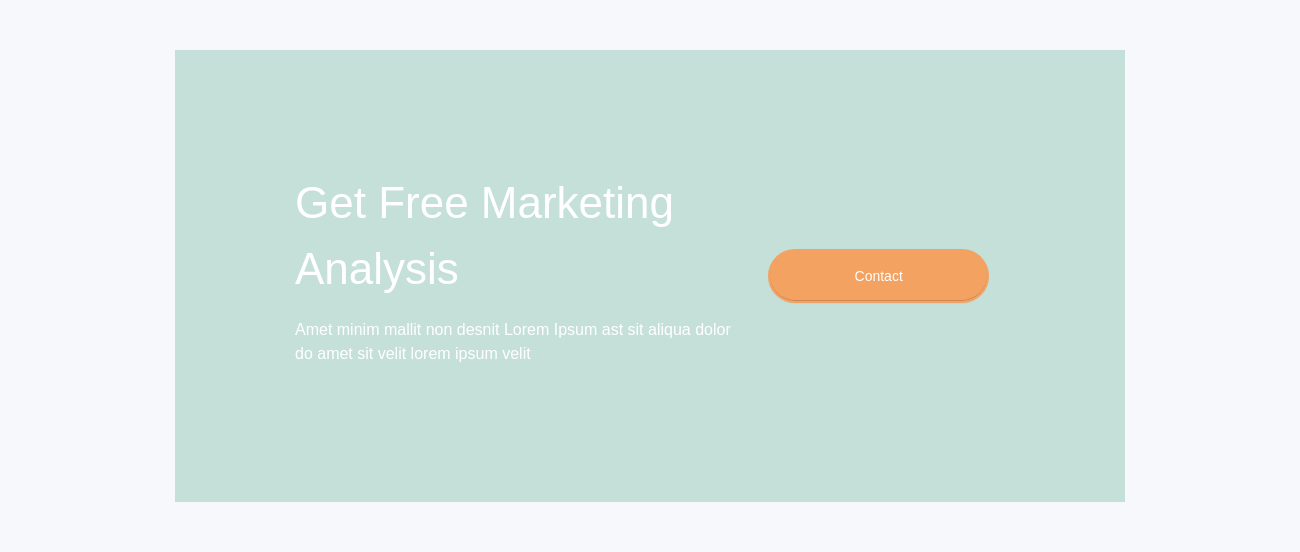 Get Free Marketing
Analysis
Amet minim mallit non desnit Lorem Ipsum ast sit aliqua dolor
do amet sit velit lorem ipsum velit
Contact